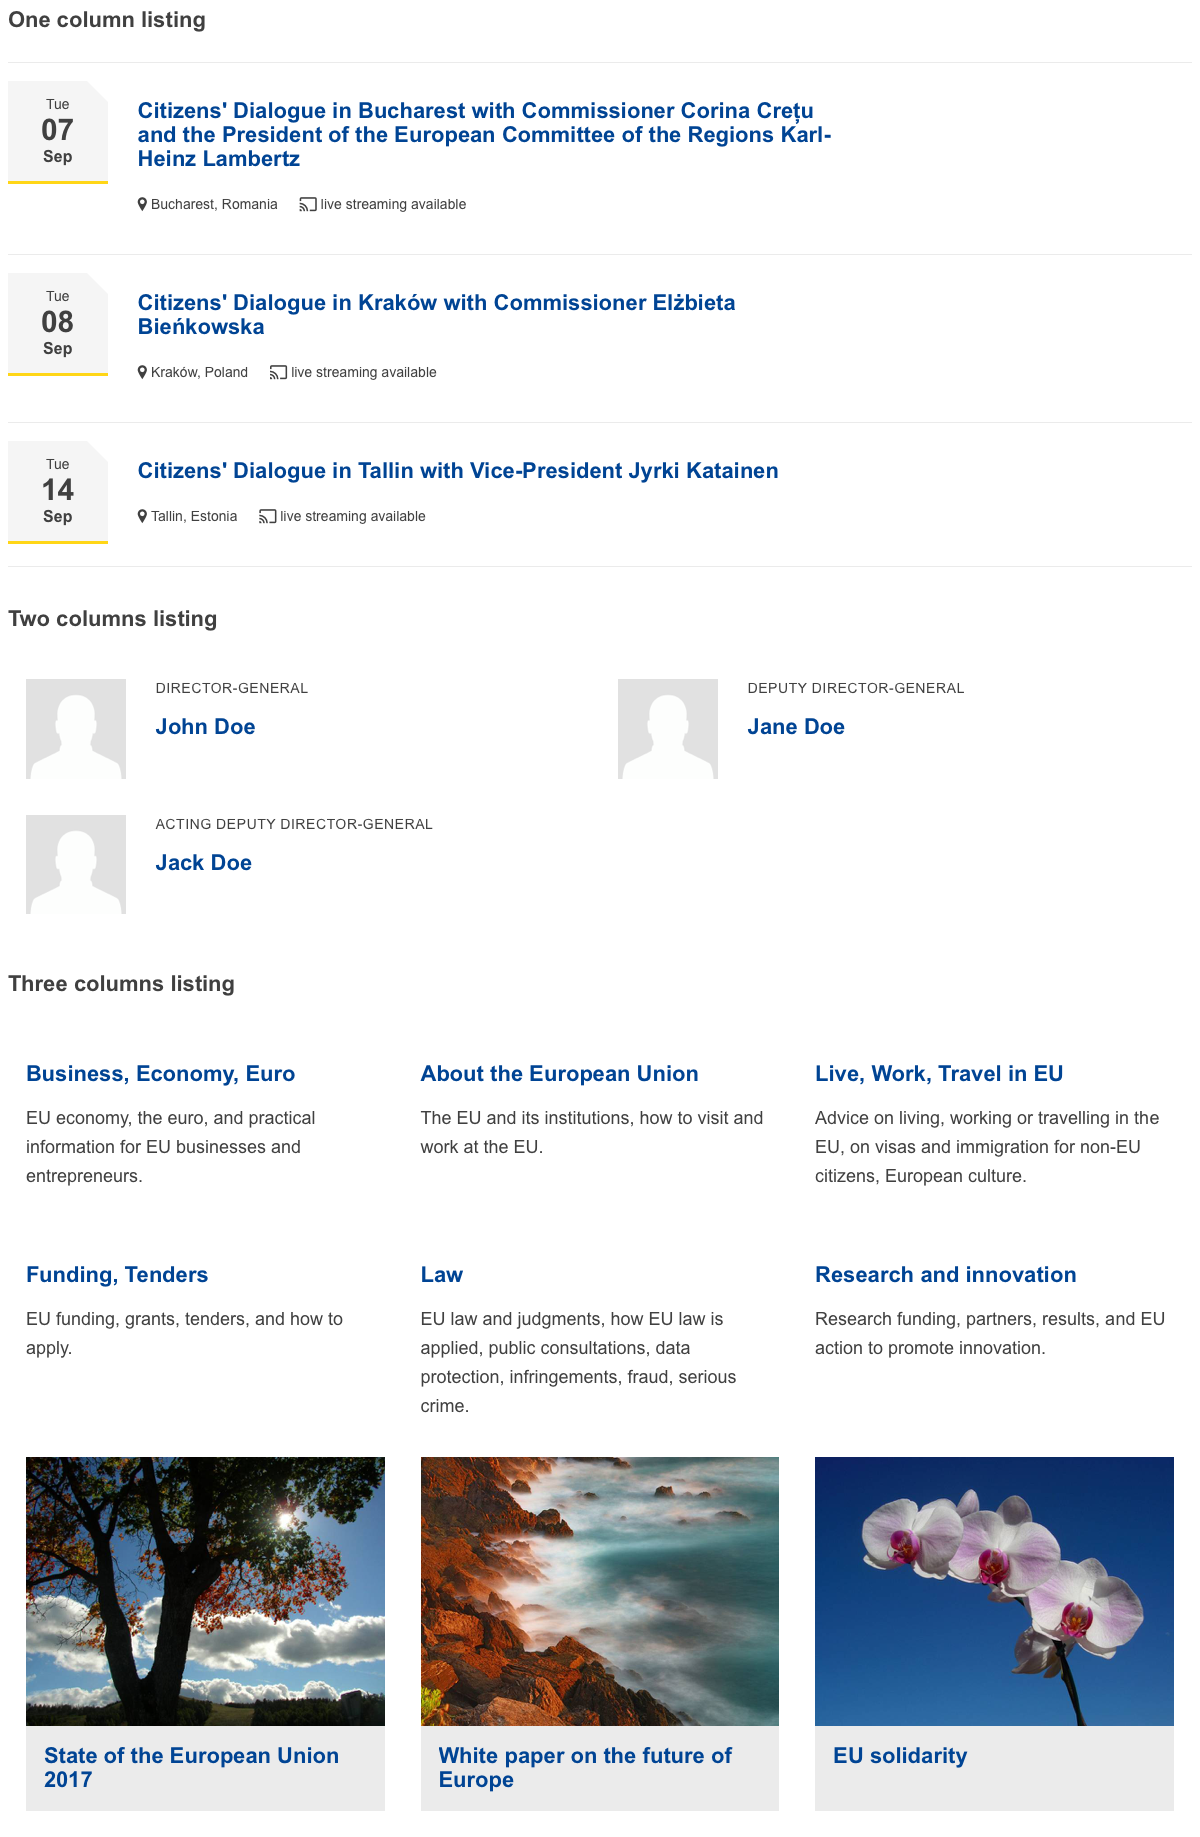 One column listing
Tue
07
Sep
Citizens' Dialogue in Bucharest with Commissioner Corina Crețu
and the President of the European Committee of the Regions Karl-
Heinz Lambertz
Bucharest, Romania live streaming available
Tue
08
Sep
Citizens' Dialogue in Kraków with Commissioner Elżbieta
Bieńkowska
Kraków, Poland live streaming available
Tue
14
Sep
Citizens' Dialogue in Tallin with Vice-President Jyrki Katainen
Tallin, Estonia live streaming available
Two columns listing
DIRECTOR-GENERAL
John Doe
DEPUTY DIRECTOR-GENERAL
Jane Doe
ACTING DEPUTY DIRECTOR-GENERAL
Jack Doe
Three columns listing
Business, Economy, Euro
EU economy, the euro, and practical
information for EU businesses and
entrepreneurs.
About the European Union
The EU and its institutions, how to visit and
work at the EU.
Live, Work, Travel in EU
Advice on living, working or travelling in the
EU, on visas and immigration for non-EU
citizens, European culture.
Funding, Tenders
EU funding, grants, tenders, and how to
apply.
Law
EU law and judgments, how EU law is
applied, public consultations, data
protection, infringements, fraud, serious
crime.
Research and innovation
Research funding, partners, results, and EU
action to promote innovation.
State of the European Union
2017
White paper on the future of
Europe
EU solidarity